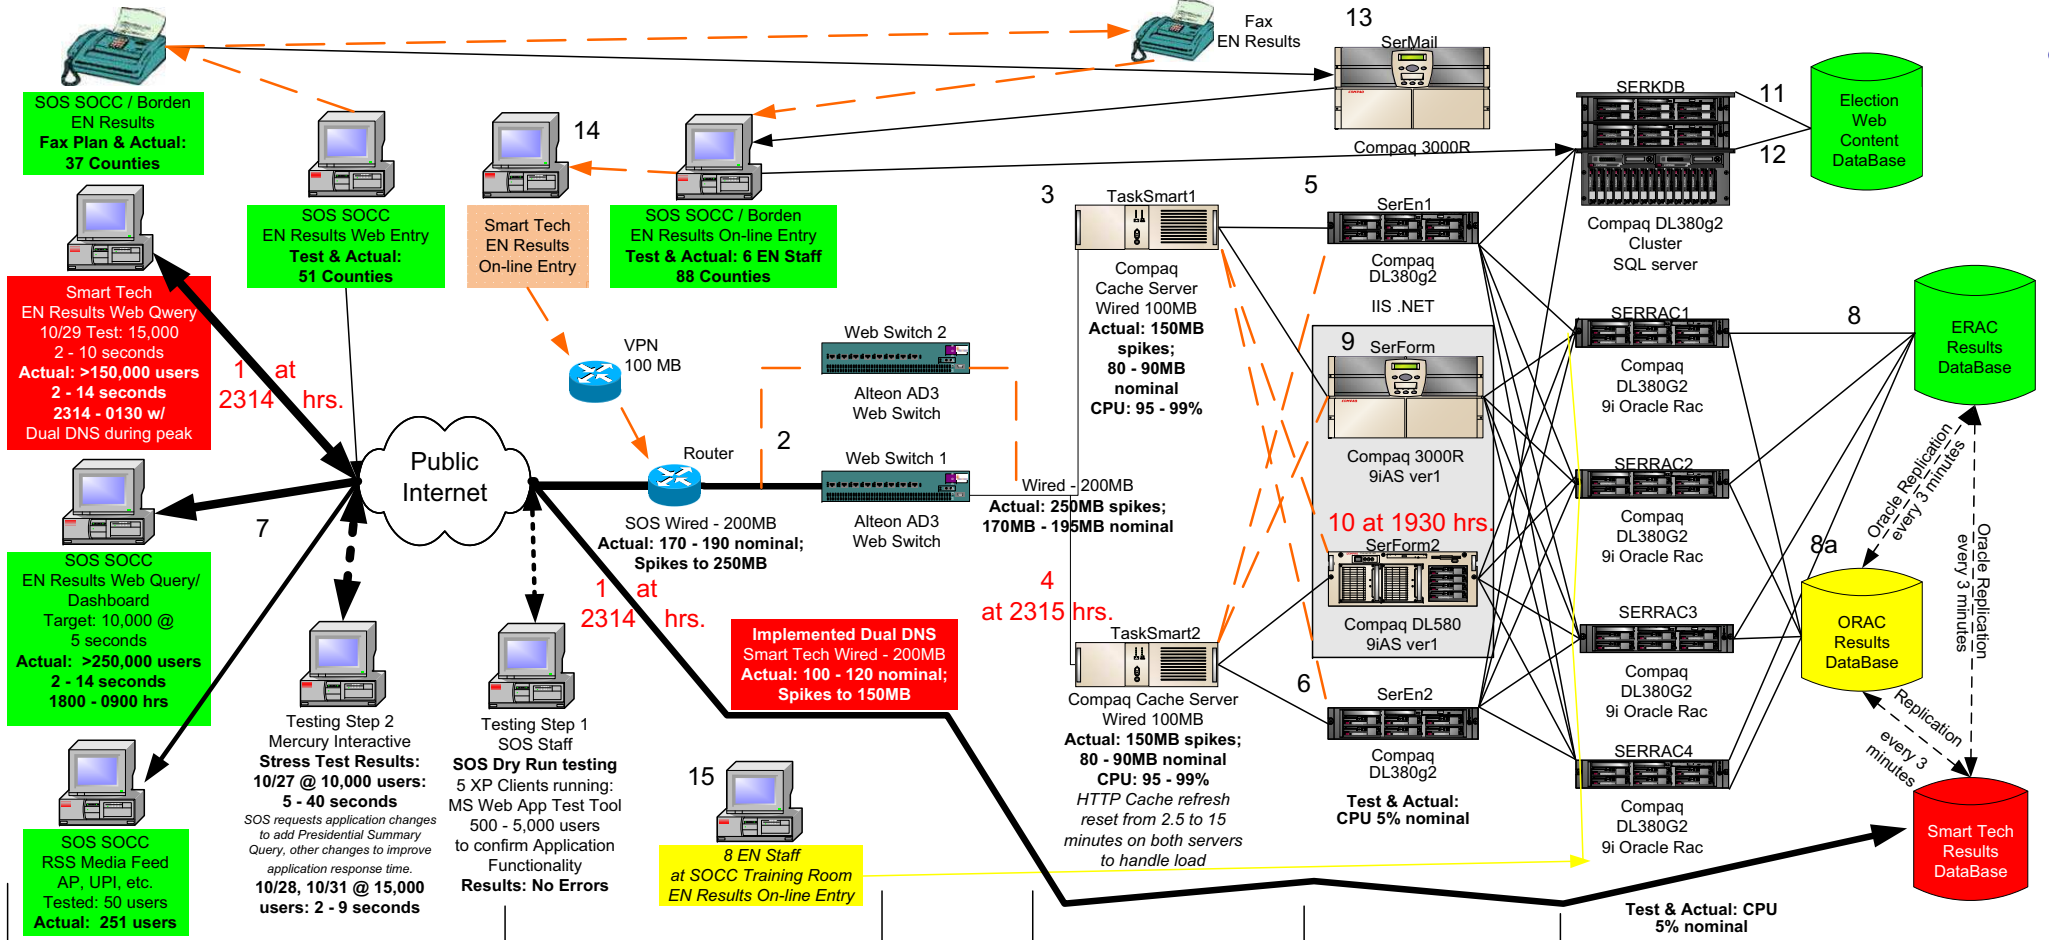 Fax
EN Results
13
SerMail
Compaq 3000R
SOS SOCC / Borden
EN Results
Fax Plan & Actual:
37 Counties
SOS SOCC
EN Results Web Entry
Test & Actual:
51 Counties
14
Smart Tech
EN Results
On-line Entry
SOS SOCC / Borden
EN Results On-line Entry
Test & Actual: 6 EN Staff
88 Counties
SERKDB
Compaq DL380g2
Cluster
SQL server
11
12
Election
Web
Content
DataBase
Smart Tech
EN Results Web Qwery
10/29 Test: 15,000
2 - 10 seconds
Actual: >150,000 users
2 - 14 seconds
2314 - 0130 w/
Dual DNS during peak
1 at
2314 hrs.
VPN
100 MB
Router
SOS Wired - 200MB
Actual: 170 - 190 nominal;
Spikes to 250MB
2
Web Switch 2
Alteon AD3
Web Switch
Web Switch 1
Alteon AD3
Web Switch
Wired - 200MB
Actual: 250MB spikes;
170MB - 195MB nominal
3
TaskSmart1
Compaq
Cache Server
Wired 100MB
Actual: 150MB
spikes;
80 - 90MB
nominal
CPU: 95 - 99%
4
at 2315 hrs.
TaskSmart2
Compaq Cache Server
Wired 100MB
Actual: 150MB spikes;
80 - 90MB nominal
CPU: 95 - 99%
HTTP Cache refresh
reset from 2.5 to 15
minutes on both servers
to handle load
5
SerEn1
Compaq
DL380g2
IIS .NET
9
SerForm
Compaq 3000R
9iAS ver1
10 at 1930 hrs.
SerForm2
Compaq DL580
9iAS ver1
6
SerEn2
Compaq
DL380g2
Test & Actual:
CPU 5% nominal
SERRAC1
Compaq
DL380G2
9i Oracle Rac
SERRAC2
Compaq
DL380G2
9i Oracle Rac
SERRAC3
Compaq
DL380G2
9i Oracle Rac
SERRAC4
Compaq
DL380G2
9i Oracle Rac
Test & Actual: CPU
5% nominal
8
8a
ERAC
Results
DataBase
Oracle Replication
every 3 minutes
Oracle Replication
every 3 minutes
ORAC
Results
DataBase
Replication
every 3
minutes
Smart Tech
Results
DataBase
Public
Internet
7
SOS SOCC
EN Results Web Query/
Dashboard
Target: 10,000 @
5 seconds
Actual: >250,000 users
2 - 14 seconds
1800 - 0900 hrs
SOS SOCC
RSS Media Feed
AP, UPI, etc.
Tested: 50 users
Actual: 251 users
Testing Step 2
Mercury Interactive
Stress Test Results:
10/27 @ 10,000 users:
5 - 40 seconds
SOS requests application changes
to add Presidential Summary
Query, other changes to improve
application response time.
10/28, 10/31 @ 15,000
users: 2 - 9 seconds
Testing Step 1
SOS Staff
SOS Dry Run testing
5 XP Clients running:
MS Web App Test Tool
500 - 5,000 users
to confirm Application
Functionality
Results: No Errors
1 at
2314 hrs.
Implemented Dual DNS
Smart Tech Wired - 200MB
Actual: 100 - 120 nominal;
Spikes to 150MB
15
8 EN Staff
at SOCC Training Room
EN Results On-line Entry